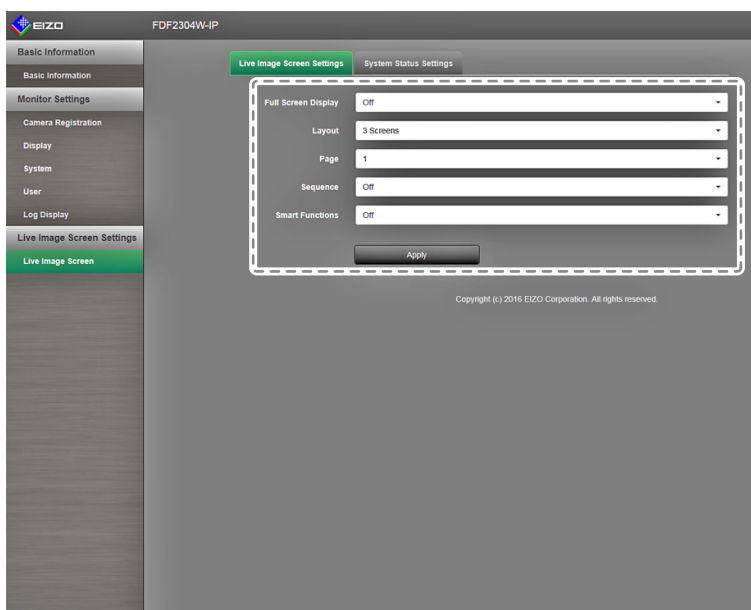 EIZO
FDF2304W-IP
Basic Information
Basic Information
Monitor Settings
Camera Registration
Display
System
User
Log Display
Live Image Screen Settings
Live Image Screen
Live Image Screen Settings
System Status Settings
Full Screen Display Off
Layout 3 Screens
Page 1
Sequence Off
Smart Functions Off
Apply
Copyright (c) 2016 EIZO Corporation. All rights reserved.